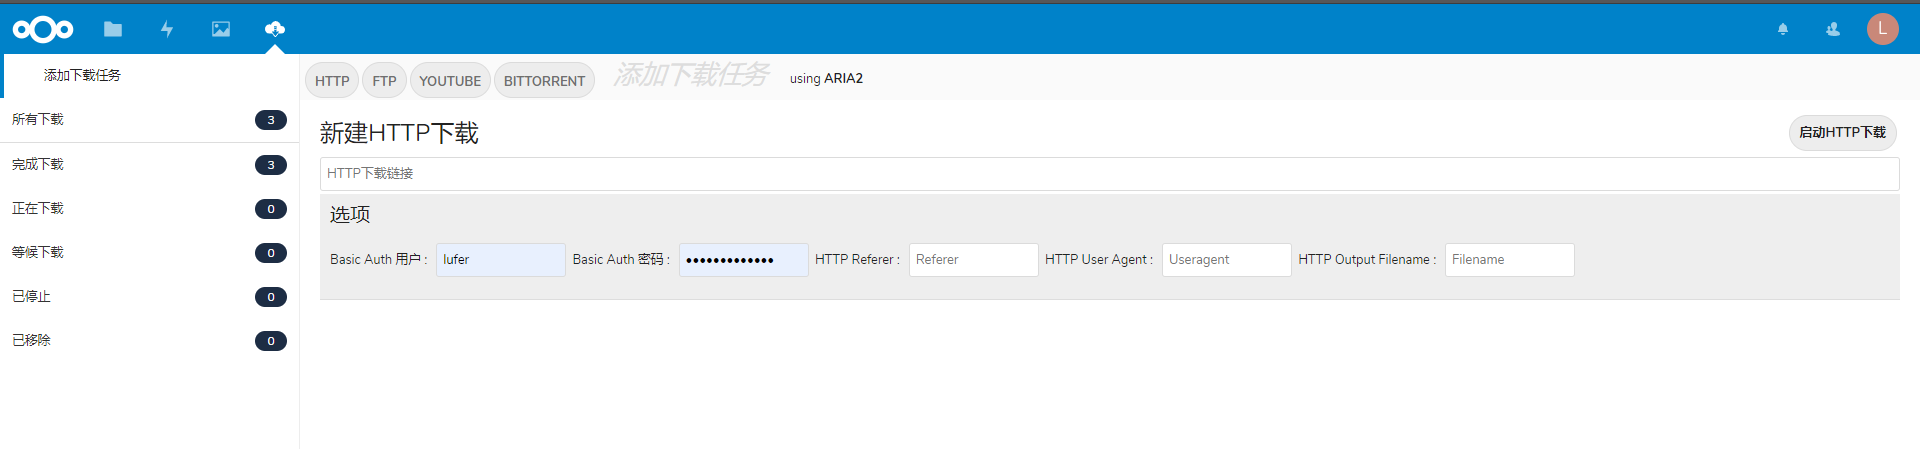 L
添加下载任务
所有下载 3
完成下载 3
正在下载 0
等候下载 0
已停止 0
已移除 0
HTTP FTP YOUTUBE BITTORRENT 添加下载任务 using ARIA2
新建HTTP下载 启动HTTP下载
HTTP下载链接
选项
Basic Auth 用户 : lufer Basic Auth 密码 : ••••••••••••• HTTP Referer : Referer HTTP User Agent : Useragent HTTP Output Filename : Filename